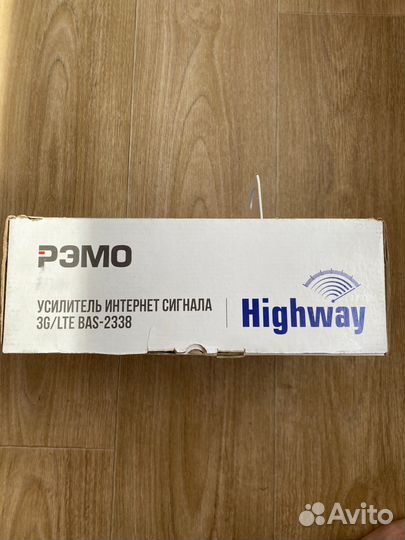 РЭМО
УСИЛИТЕЛЬ ИНТЕРНЕТ СИГНАЛА
3G/LTE BAS-2338
Highway
Avito